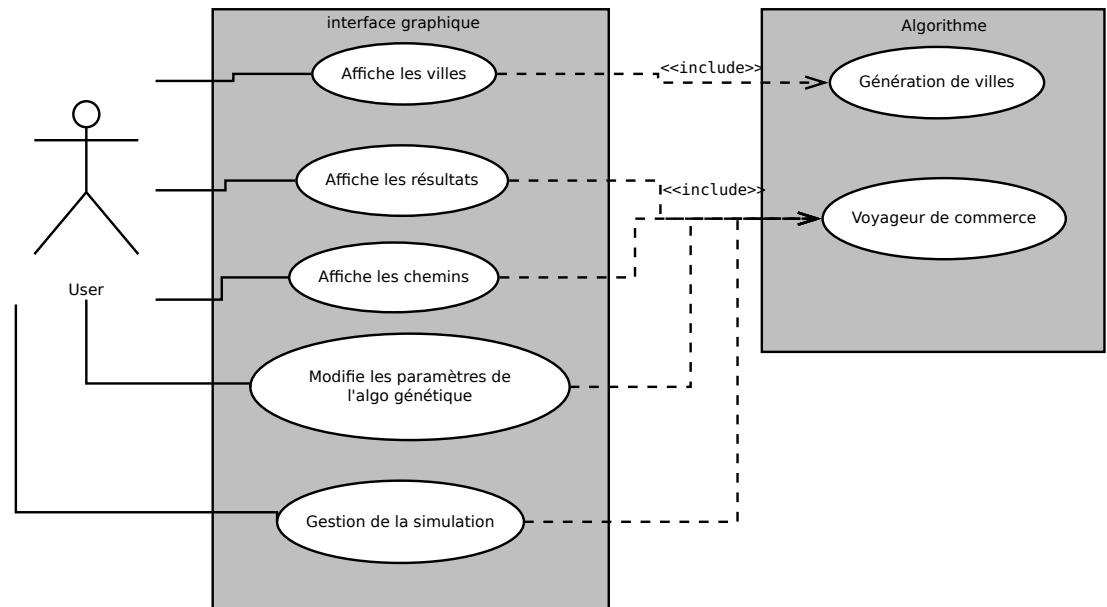 interface graphique
Algorithme
Affiche les villes
<<include>>
Génération de villes
Affiche les résultats
<<include>>
Voyageur de commerce
Affiche les chemins
User
Modifie les paramètres de
l'algo génétique
Gestion de la simulation